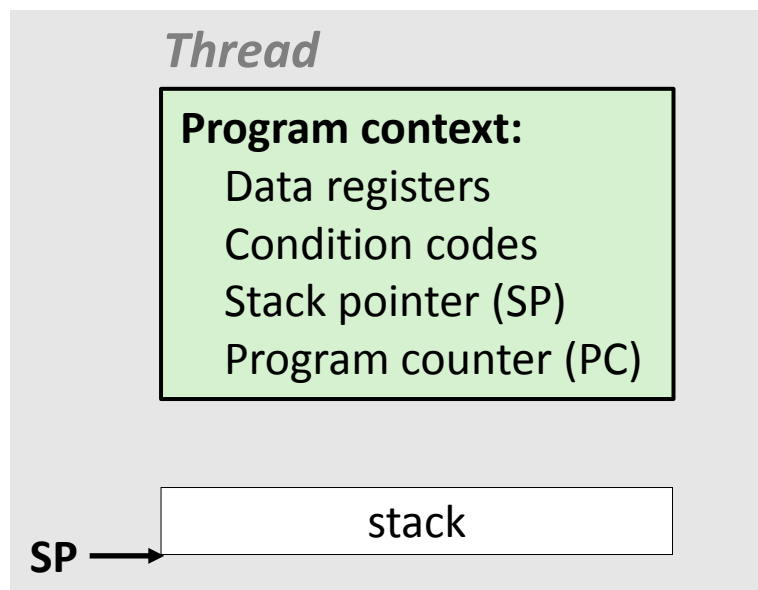 Thread
Program context:
Data registers
Condition codes
Stack pointer (SP)
Program counter (PC)
stack
SP